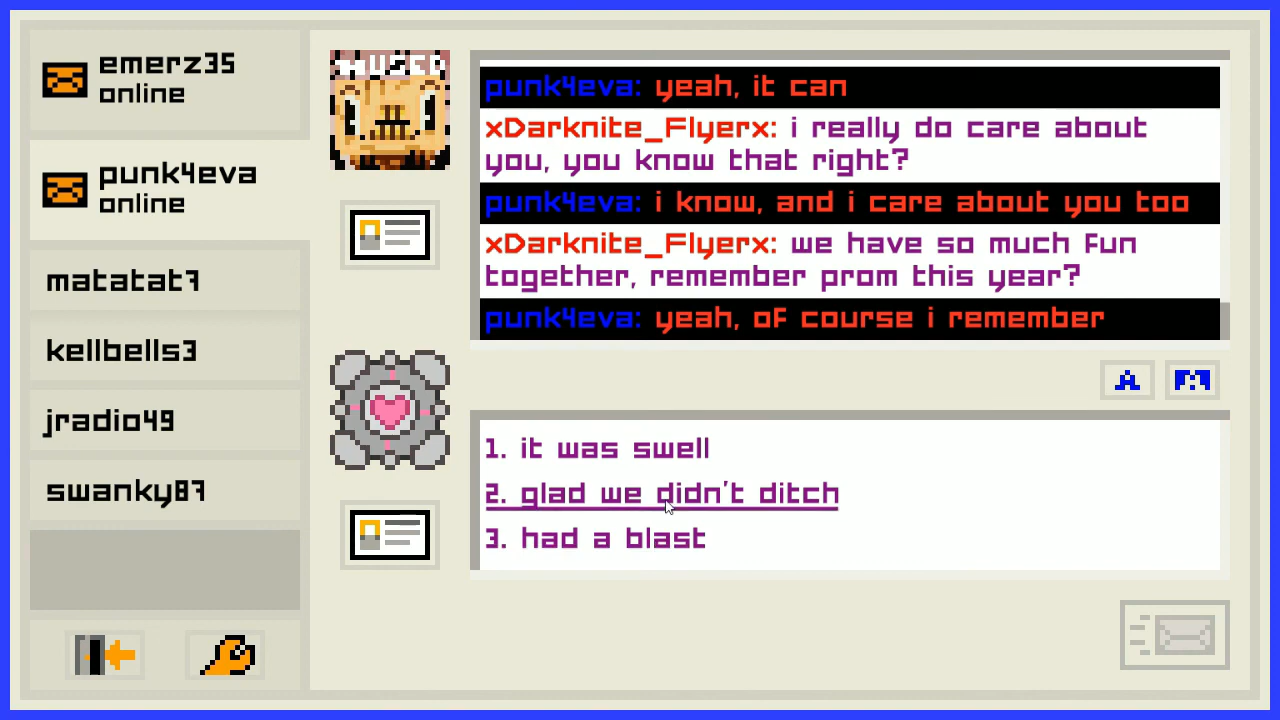 emerz35
online
punk4eva
online
matatat7
kellbells3
jradio49
swanky87
punk4eva: yeah, it can
xDarknite_Flyerx: i really do care about
you, you know that right?
punk4eva: i know, and i care about you too
xDarknite_Flyerx: we have so much fun
together, remember prom this year?
punk4eva: yeah, of course i remember
A
1. it was swell
2. glad we didn't ditch
3. had a blast